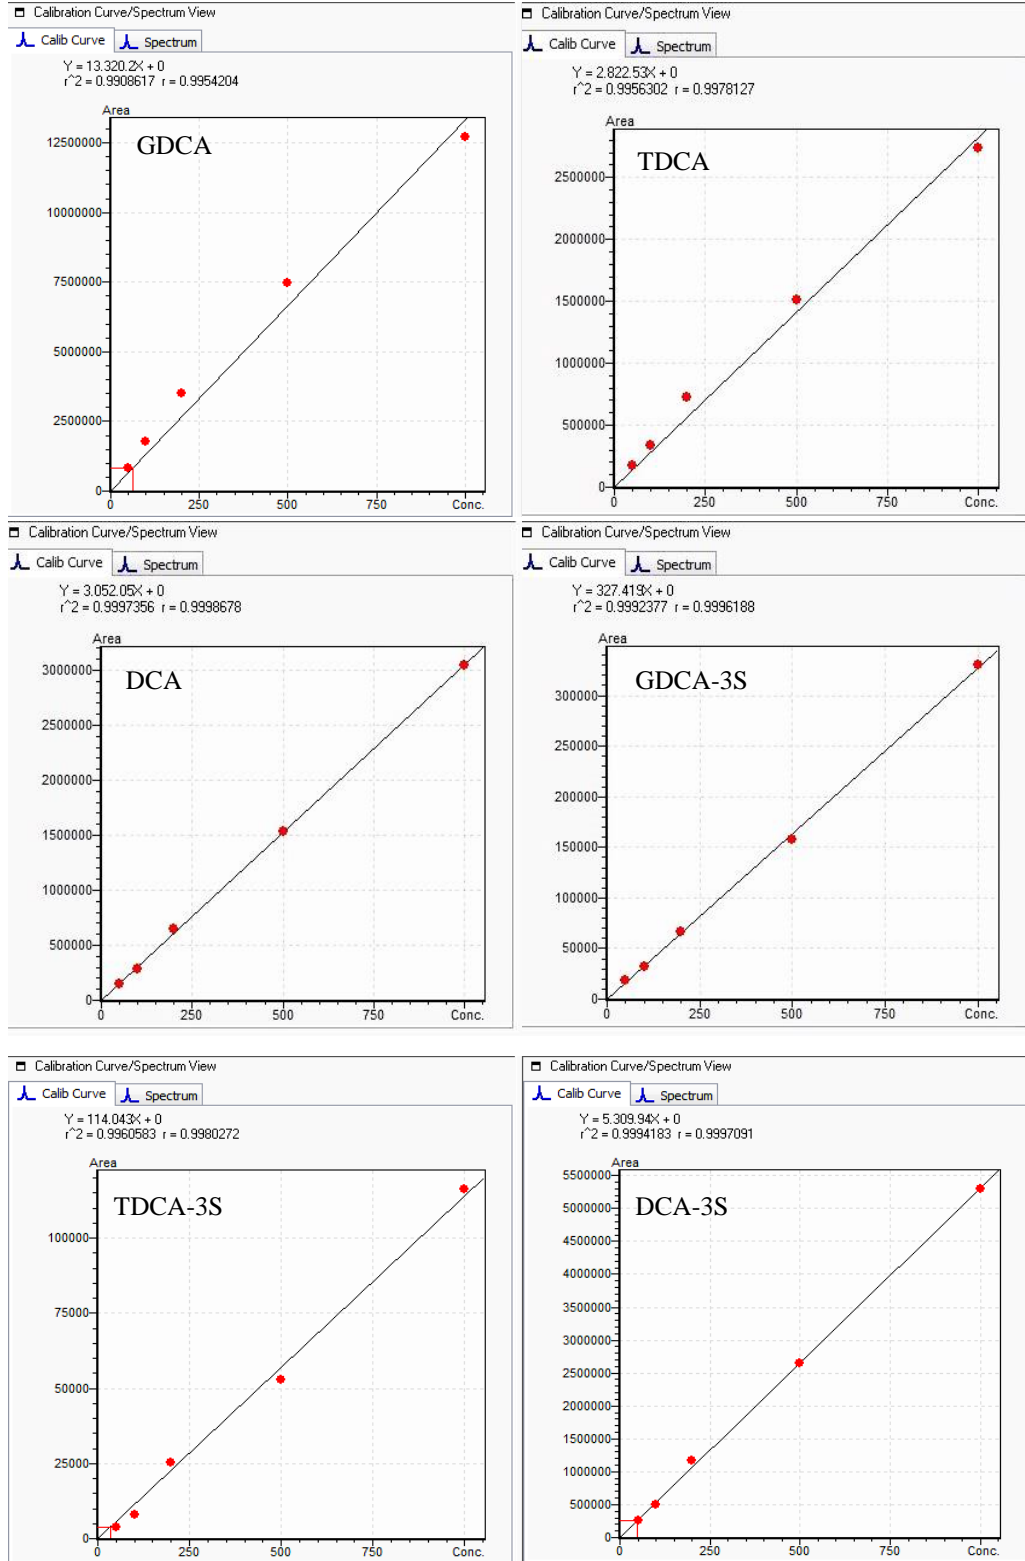 Calibration Curve/Spectrum View
Calib Curve Spectrum
Y = 13.320.2X + 0
r^2 = 0.9908617 r = 0.9954204
Area
GDCA
12500000
10000000
7500000
5000000
2500000
0
0 250 500 750 Conc.
Calibration Curve/Spectrum View
Calib Curve Spectrum
Y = 2.822.53X + 0
r^2 = 0.9956302 r = 0.9978127
Area
TDCA
2500000
2000000
1500000
1000000
500000
0
0 250 500 750 Conc.
Calibration Curve/Spectrum View
Calib Curve Spectrum
Y = 3.052.05X + 0
r^2 = 0.9997356 r = 0.9998678
Area
DCA
3000000
2500000
2000000
1500000
1000000
500000
0
0 250 500 750 Conc.
Calibration Curve/Spectrum View
Calib Curve Spectrum
Y = 327.419X + 0
r^2 = 0.9992377 r = 0.9996188
Area
GDCA-3S
300000
250000
200000
150000
100000
50000
0
0 250 500 750 Conc.
Calibration Curve/Spectrum View
Calib Curve Spectrum
Y = 114.043X + 0
r^2 = 0.9960583 r = 0.9980272
Area
TDCA-3S
100000
75000
50000
25000
0
0 250 500 750 Conc.
Calibration Curve/Spectrum View
Calib Curve Spectrum
Y = 5.309.94X + 0
r^2 = 0.9994183 r = 0.9997091
Area
DCA-3S
5500000
5000000
4500000
4000000
3500000
3000000
2500000
2000000
1500000
1000000
500000
0
0 250 500 750 Conc.